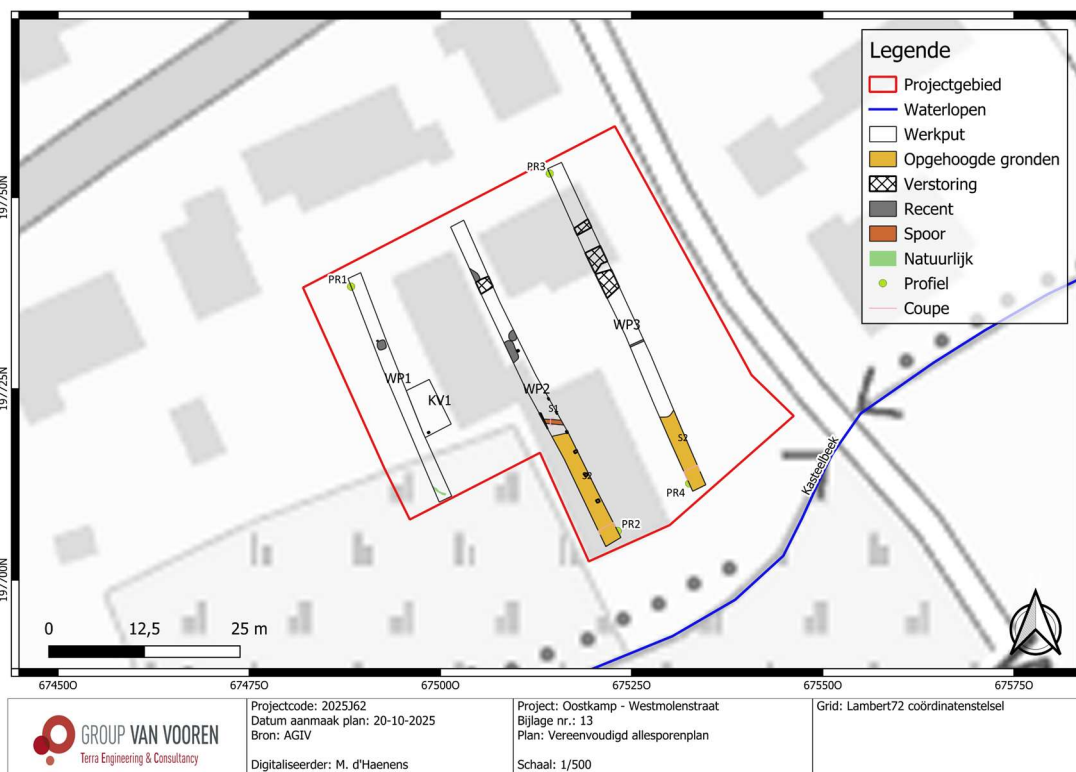 Legende
Projectgebied
Waterlopen
Werkput
Opgehoogde gronden
Verstoring
Recent
Spoor
Natuurlijk
Profiel
Coupe
PR3
PR1
WP3
WP1
KV1
WP2
S1
S2
S2
PR4
PR2
Kasteelbeek
197750N
197725N
197700N
0 12,5 25 m
674500 674750 675000 675250 675500 675750
GROUP VAN VOOREN
Terra Engineering & Consultancy
Projectcode: 2025J62
Datum aanmaak plan: 20-10-2025
Bron: AGIV
Digitaliseerder: M. d'Haenens
Project: Oostkamp - Westmolenstraat
Bijlage nr.: 13
Plan: Vereenvoudigd allesporenplan
Schaal: 1/500
Grid: Lambert72 coördinatenstelsel